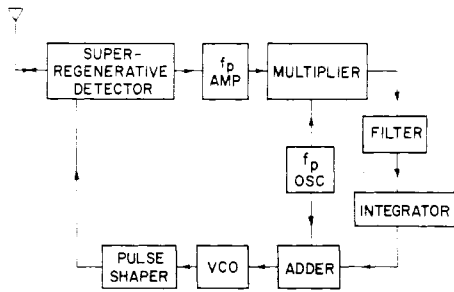 SUPER-
REGENERATIVE
DETECTOR
fp
AMP
MULTIPLIER
FILTER
fp
OSC
INTEGRATOR
PULSE
SHAPER
VCO
ADDER